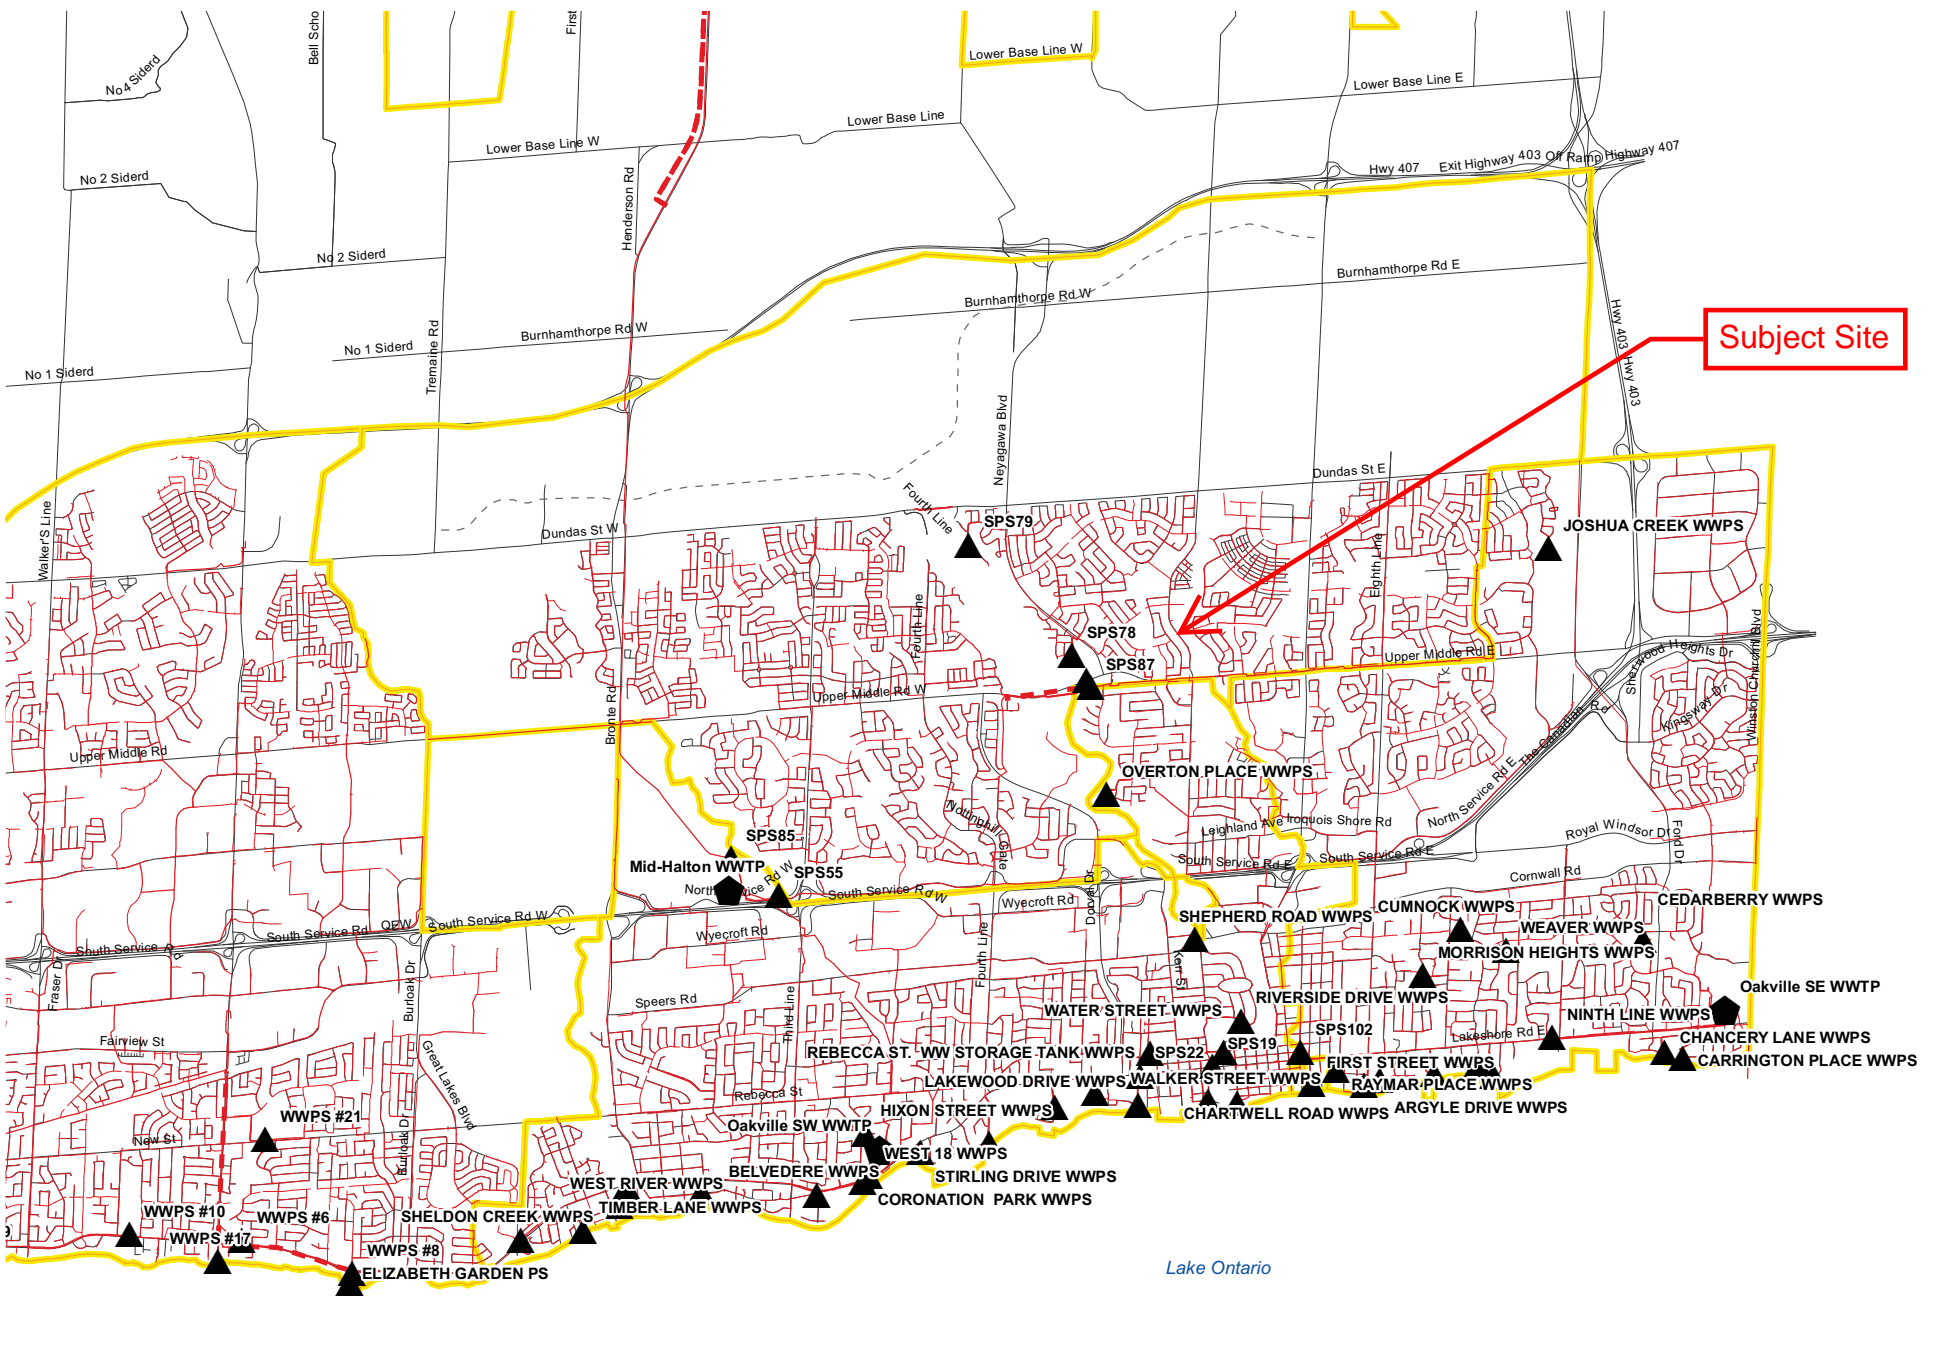 Bell Scho
First
Lower Base Line W
No 4 Siderd
Lower Base Line E
Lower Base Line
Lower Base Line W
Hwy 407
Exit Highway 403 Off Ramp Highway 407
No 2 Siderd
Henderson Rd
No 2 Siderd
Burnhamthorpe Rd E
Burnhamthorpe Rd W
Hwy 403
Hwy 403
Subject Site
Burnhamthorpe Rd W
No 1 Siderd
Tremaine Rd
No 1 Siderd
Neyagawa Blvd
Dundas St E
Fourth Line
SPS79
JOSHUA CREEK WWPS
Dundas St W
Walker'S Line
Eighth Line
Fourth Line
SPS78
SPS87
Upper Middle Rd E
Sherwood Heights Dr
Winston Churchill Blvd
Upper Middle Rd W
Bronte Rd
Kingsway Dr
The Canadian Rd
Upper Middle Rd
OVERTON PLACE WWPS
North Service Rd E
Nottinghill Gate
Leighland Ave
Iroquois Shore Rd
Royal Windsor Dr
Ford Dr
SPS85
Mid-Halton WWTP
SPS55
South Service Rd E
South Service Rd E
South Service Rd W
Cornwall Rd
Wyecroft Rd
Dorval Dr
CEDARBERRY WWPS
CUMNOCK WWPS
SHEPHERD ROAD WWPS
South Service Rd W
QEW
South Service Rd
South Service Rd
Wyecroft Rd
WEAVER WWPS
MORRISON HEIGHTS WWPS
Fourth Line
Kerr St
Fraser Dr
Burloak Dr
Speers Rd
Third Line
RIVERSIDE DRIVE WWPS
WATER STREET WWPS
Oakville SE WWTP
NINTH LINE WWPS
Lakeshore Rd E
CHANCERY LANE WWPS
CARRINGTON PLACE WWPS
Fairview St
Great Lakes Blvd
SPS102
SPS19
REBECCA ST. WW STORAGE TANK WWPS
SPS22
FIRST STREET WWPS
LAKEWOOD DRIVE WWPS
WALKER STREET WWPS
RAYMAR PLACE WWPS
Rebecca St
HIXON STREET WWPS
CHARTWELL ROAD WWPS
ARGYLE DRIVE WWPS
WWPS #21
New St
Burloak Dr
Oakville SW WWTP
WEST 18 WWPS
BELVEDERE WWPS
STIRLING DRIVE WWPS
WEST RIVER WWPS
CORONATION PARK WWPS
TIMBER LANE WWPS
SHELDON CREEK WWPS
WWPS #10
WWPS #6
WWPS #17
WWPS #8
ELIZABETH GARDEN PS
Lake Ontario